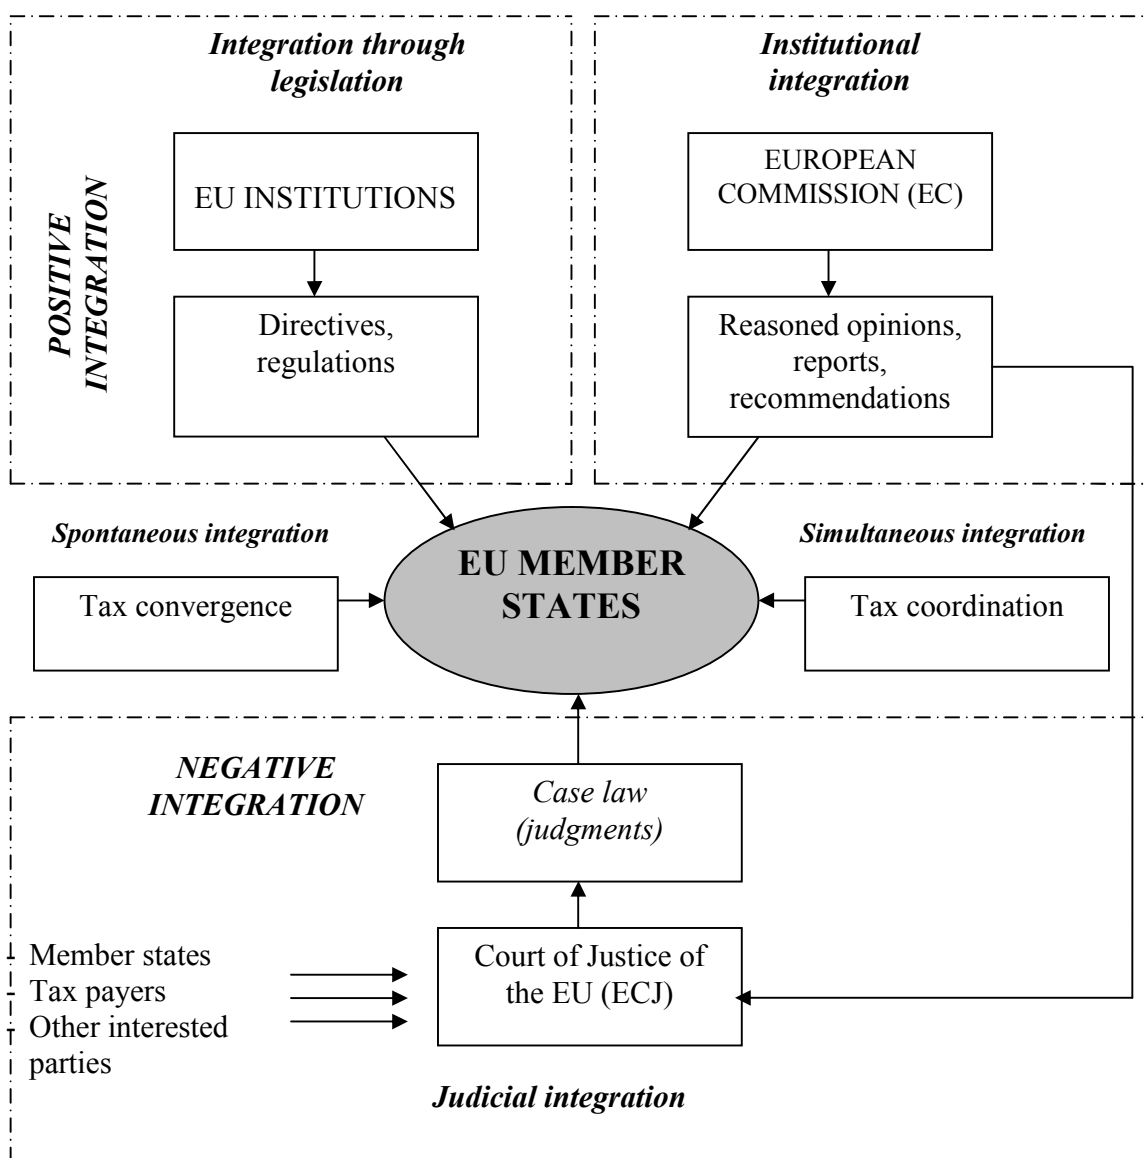 Integration through
legislation
Institutional
integration
POSITIVE
INTEGRATION
EU INSTITUTIONS
EUROPEAN
COMMISSION (EC)
Directives,
regulations
Reasoned opinions,
reports,
recommendations
Spontaneous integration
Simultaneous integration
Tax convergence
EU MEMBER
STATES
Tax coordination
NEGATIVE
INTEGRATION
Case law
(judgments)
- Member states
- Tax payers
- Other interested
parties
Court of Justice of
the EU (ECJ)
Judicial integration